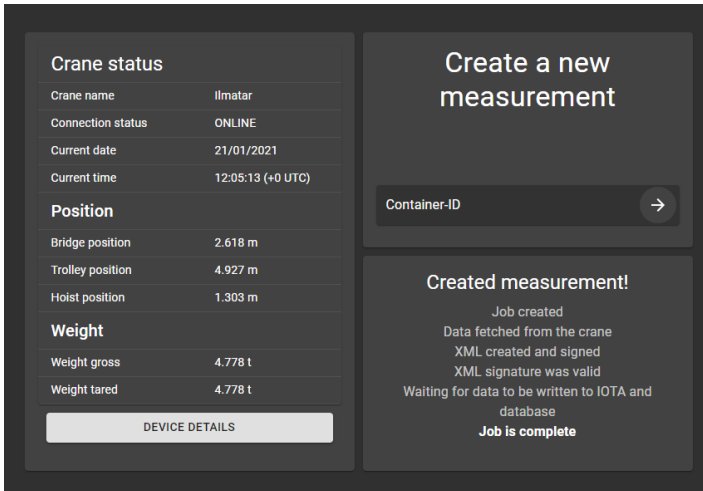 Crane status
Crane name Ilmatar
Connection status ONLINE
Current date 21/01/2021
Current time 12:05:13 (+0 UTC)
Position
Bridge position 2.618 m
Trolley position 4.927 m
Hoist position 1.303 m
Weight
Weight gross 4.778 t
Weight tared 4.778 t
DEVICE DETAILS
Create a new
measurement
Container-ID
Created measurement!
Job created
Data fetched from the crane
XML created and signed
XML signature was valid
Waiting for data to be written to IOTA and
database
Job is complete